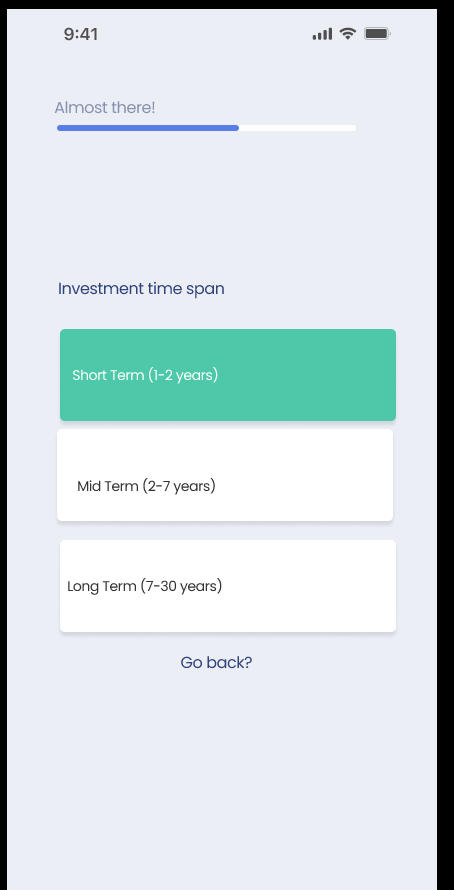 9:41
Almost there!
Investment time span
Short Term (1-2 years)
Mid Term (2-7 years)
Long Term (7-30 years)
Go back?